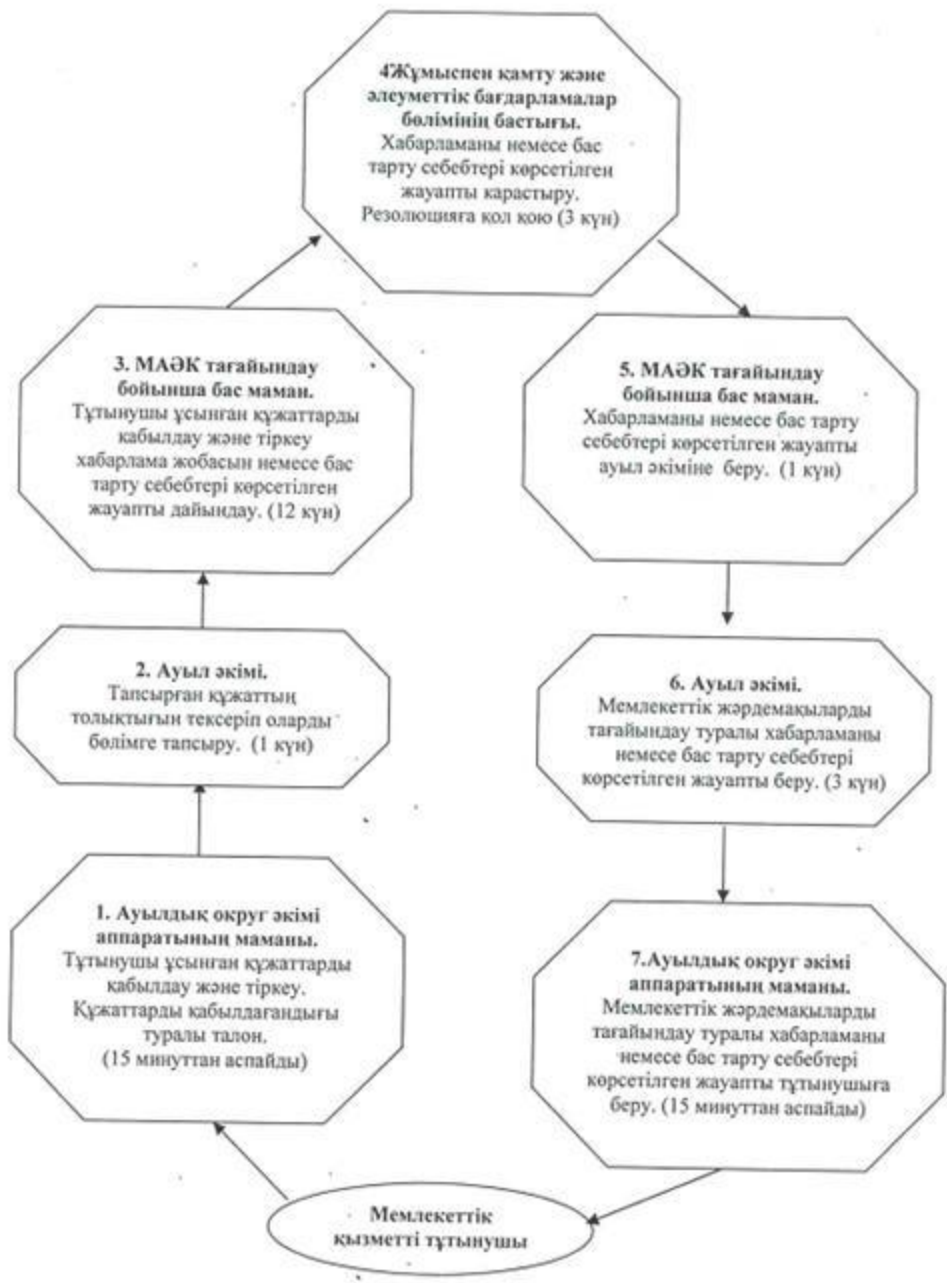 4Жұмыспен қамту және
әлеуметтік бағдарламалар
бөлімінің бастығы.
Хабарламаны немесе бас
тарту себебтері көрсетілген
жауапты карастыру.
Резолюцияға қол қою (3 күн)
3. МАӘК тағайындау
бойынша бас маман.
Тұтынушы ұсынған құжаттарды
қабылдау және тіркеу
хабарлама жобасын немесе бас
тарту себебтері көрсетілген
жауапты дайындау. (12 күн)
5. МАӘК тағайындау
бойынша бас маман.
Хабарламаны немесе бас тарту
себебтері көрсетілген жауапты
ауыл әкіміне беру. (1 күн)
2. Ауыл әкімі.
Тапсырған құжаттың
толықтығын тексеріп оларды
бөлімге тапсыру. (1 күн)
6. Ауыл әкімі.
Мемлекеттік жәрдемақыларды
тағайындау туралы хабарламаны
немесе бас тарту себебтері
көрсетілген жауапты беру. (3 күн)
1. Ауылдық округ әкімі
аппаратының маманы.
Тұтынушы ұсынған құжаттарды
қабылдау және тіркеу.
Құжаттарды қабылдағандығы
туралы талон.
(15 минуттан аспайды)
7.Ауылдық округ әкімі
аппаратының маманы.
Мемлекеттік жәрдемақыларды
тағайындау туралы хабарламаны
немесе бас тарту себебтері
көрсетілген жауапты тұтынушыға
беру. (15 минуттан аспайды)
Мемлекеттік
қызметті тұтынушы